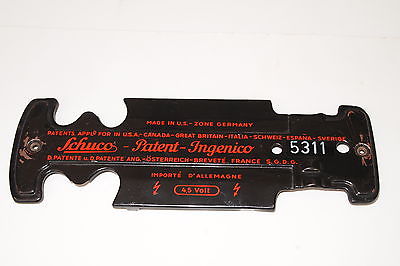 MADE IN U.S.- ZONE GERMANY
PATENTS APPLD FOR IN U.S.A.-CANADA-GREAT BRITAIN-ITALIA-SCHWEIZ-ESPAÑA-SVERIGE
Schuco - Patent - Ingenico 5311
D.PATENTE u.D.PATENTE ANG.-ÖSTERREICH-BREVETÉ, FRANCE S.G.D.G.
IMPORTÉ D'ALLEMAGNE
4,5 Volt